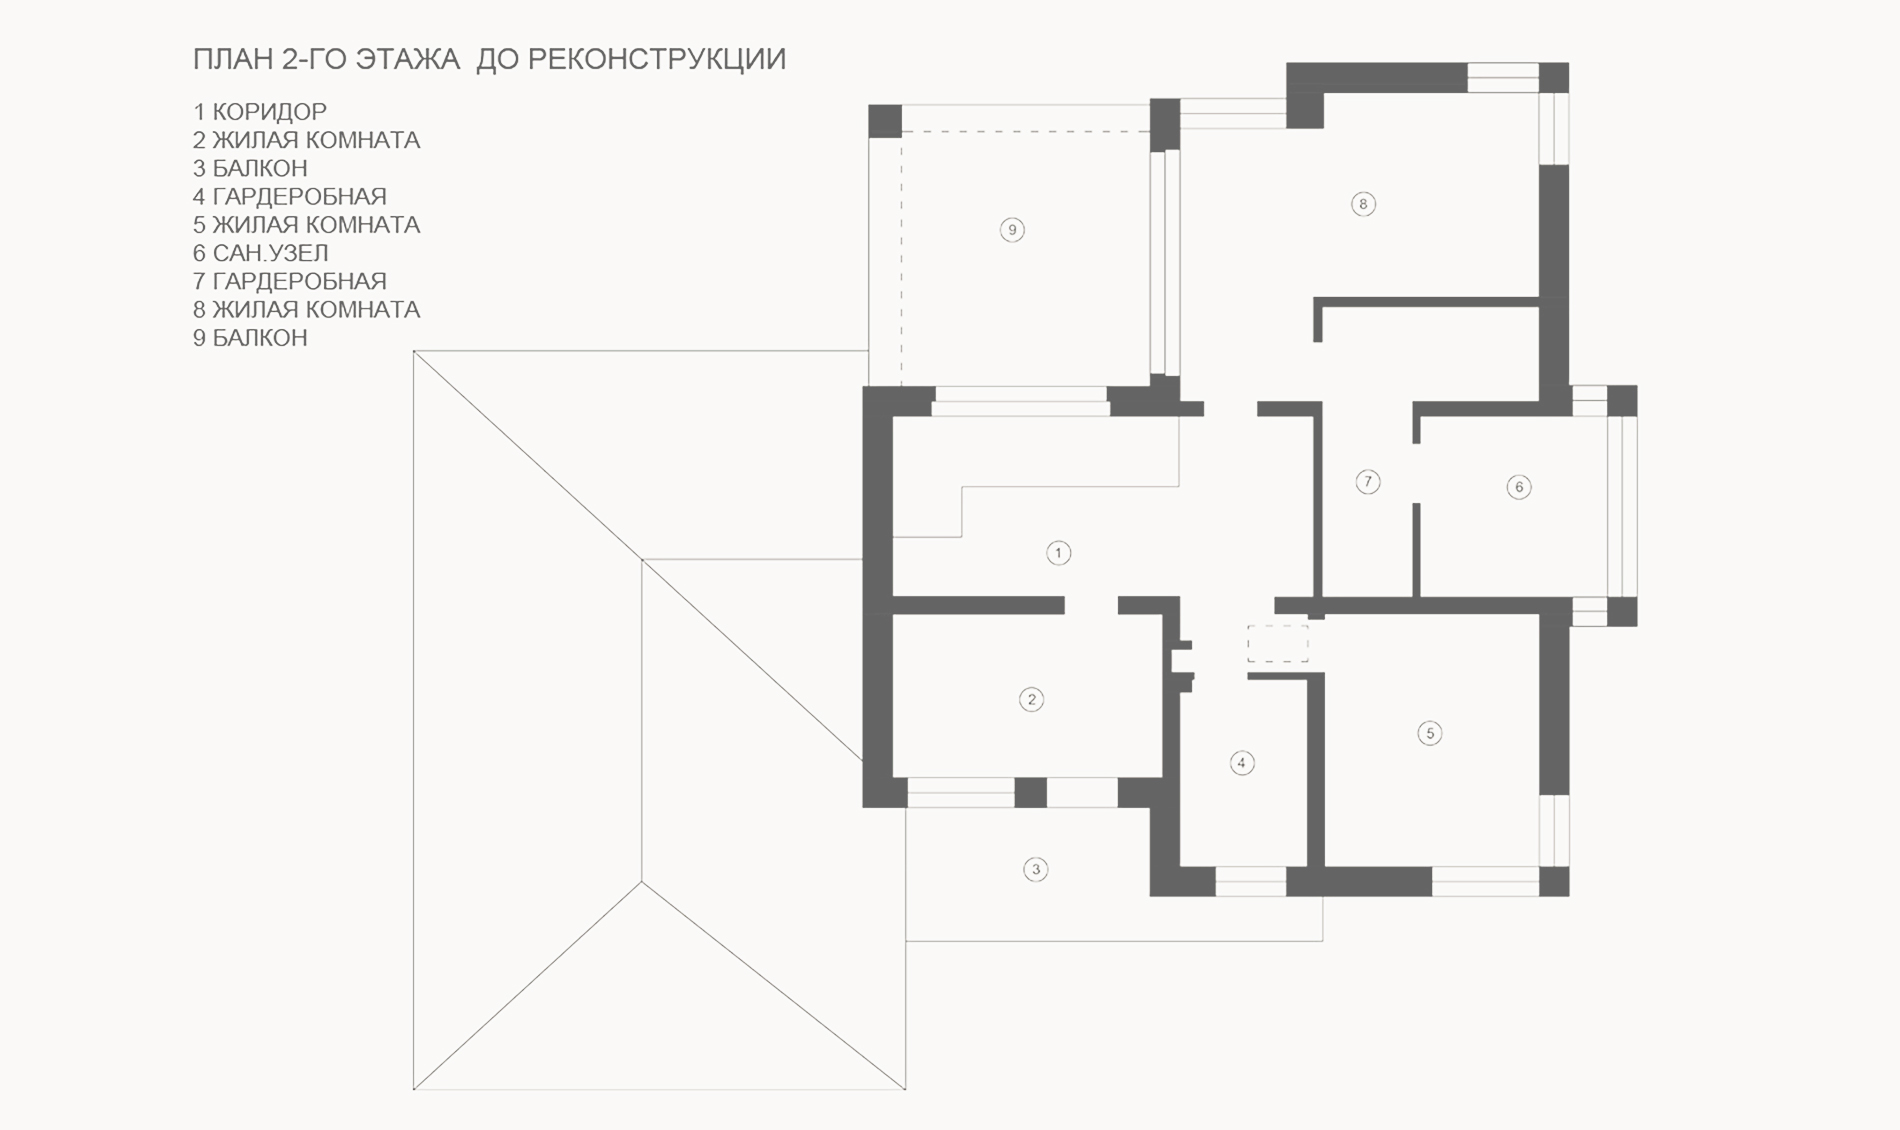 ПЛАН 2-ГО ЭТАЖА ДО РЕКОНСТРУКЦИИ
1 КОРИДОР
2 ЖИЛАЯ КОМНАТА
3 БАЛКОН
4 ГАРДЕРОБНАЯ
5 ЖИЛАЯ КОМНАТА
6 САН.УЗЕЛ
7 ГАРДЕРОБНАЯ
8 ЖИЛАЯ КОМНАТА
9 БАЛКОН
8
9
7
6
1
2
5
4
3